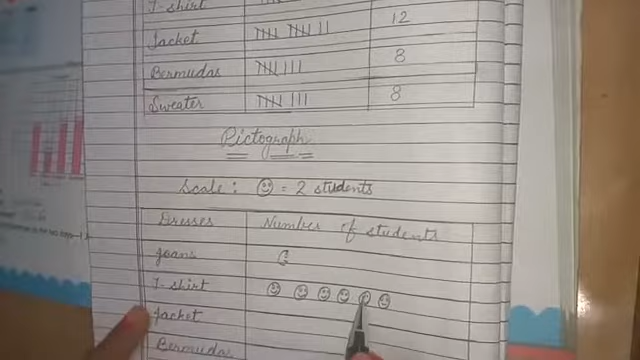 T-shirt
Jacket 12
Bermudas 8
Sweater 8
Pictograph
Scale: = 2 students
Dresses Number of students
Jeans
T-shirt
Jacket
Bermudas